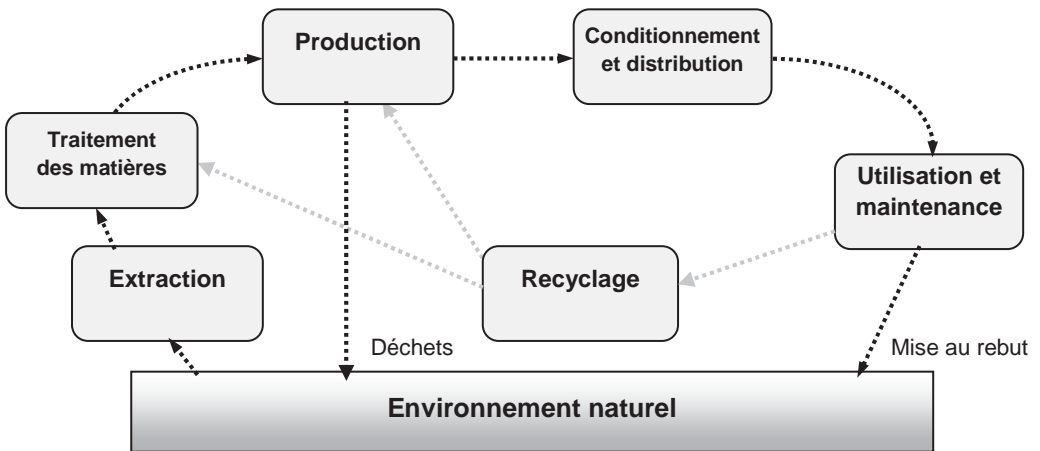 Production
Conditionnement
et distribution
Traitement
des matières
Utilisation et
maintenance
Extraction
Recyclage
Déchets
Mise au rebut
Environnement naturel